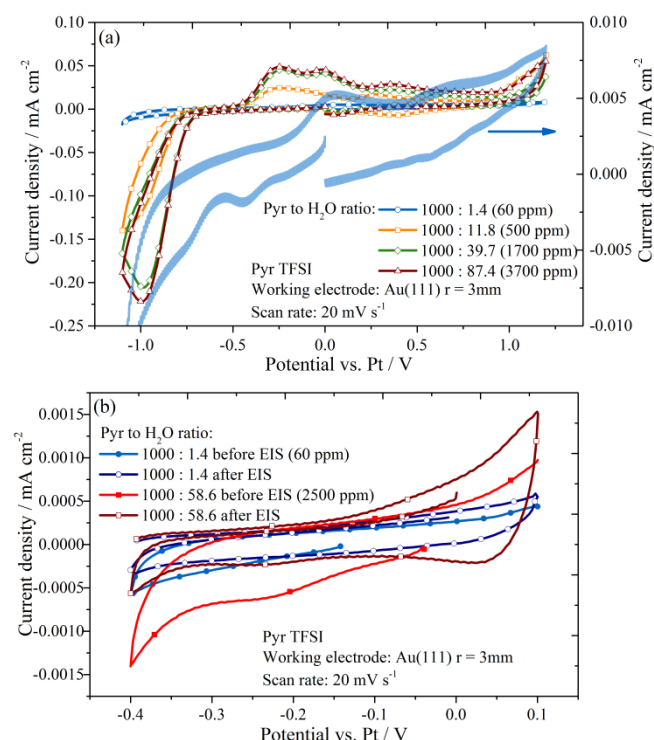 (a)
0.10
0.05
0.00
-0.05
-0.10
-0.15
-0.20
-0.25
Current density / mA cm-2
0.010
0.005
0.000
-0.005
-0.010
Current density / mA cm-2
Pyr to H2O ratio:
1000 : 1.4 (60 ppm)
1000 : 11.8 (500 ppm)
1000 : 39.7 (1700 ppm)
1000 : 87.4 (3700 ppm)
Pyr TFSI
Working electrode: Au(111) r = 3mm
Scan rate: 20 mV s-1
-1.0 -0.5 0.0 0.5 1.0
Potential vs. Pt / V
(b)
0.0015
0.0010
0.0005
0.0000
-0.0005
-0.0010
-0.0015
Current density / mA cm-2
Pyr to H2O ratio:
1000 : 1.4 before EIS (60 ppm)
1000 : 1.4 after EIS
1000 : 58.6 before EIS (2500 ppm)
1000 : 58.6 after EIS
Pyr TFSI
Working electrode: Au(111) r = 3mm
Scan rate: 20 mV s-1
-0.4 -0.3 -0.2 -0.1 0.0 0.1
Potential vs. Pt / V